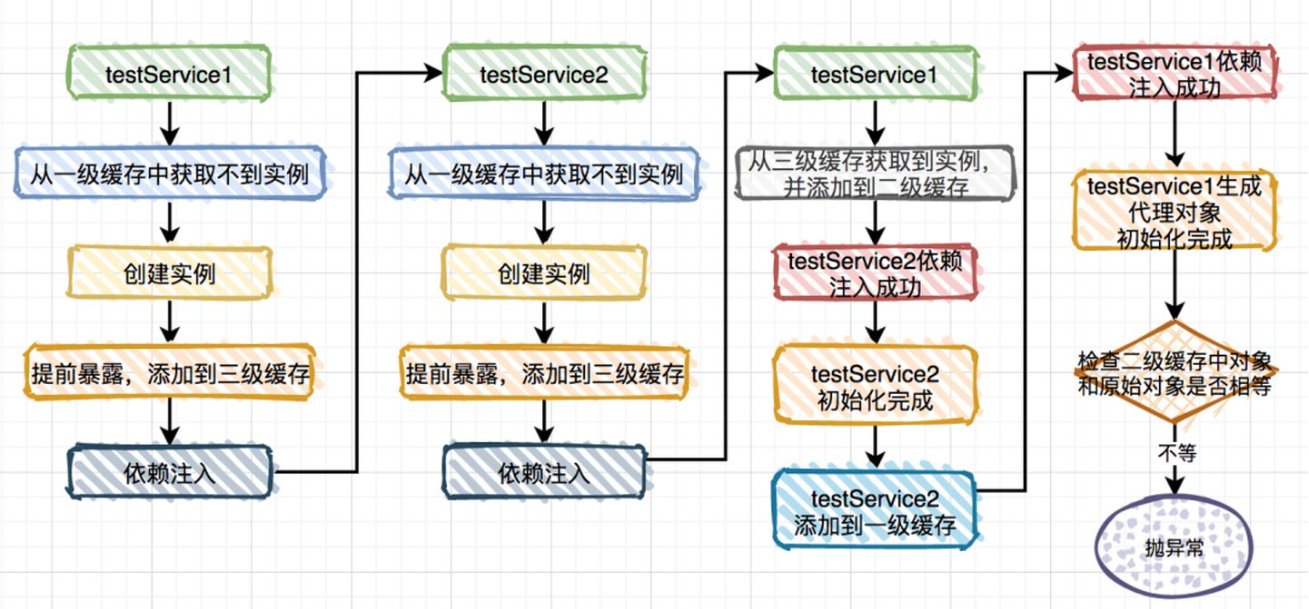 testService1
从一级缓存中获取不到实例
创建实例
提前暴露，添加到三级缓存
依赖注入
testService2
从一级缓存中获取不到实例
创建实例
提前暴露，添加到三级缓存
依赖注入
testService1
从三级缓存获取到实例，
并添加到二级缓存
testService2依赖
注入成功
testService2
初始化完成
testService2
添加到一级缓存
testService1依赖
注入成功
testService1生成
代理对象
初始化完成
检查二级缓存中对象
和原始对象是否相等
不等
抛异常